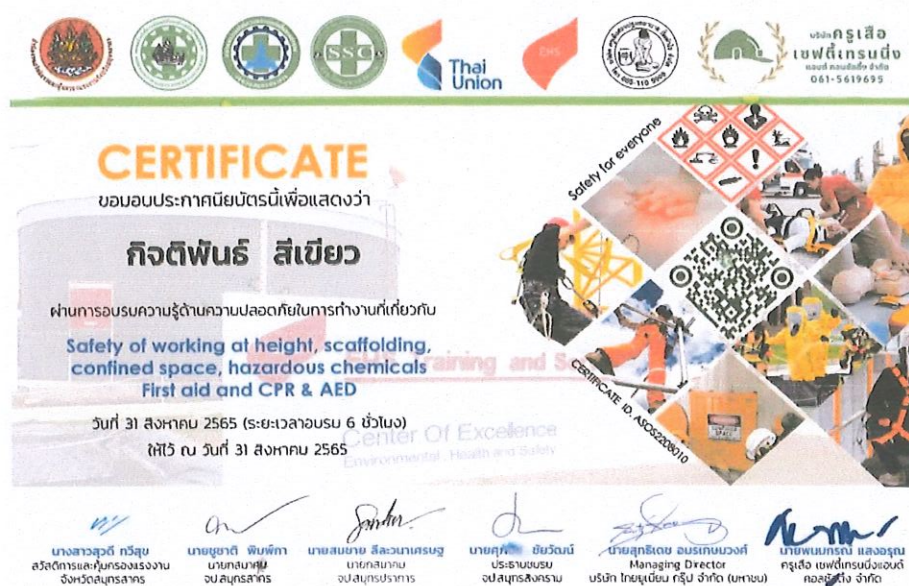 Thai
Union
EHS
บริษัท ครูเสือ
เซฟตี้เทรนนิ่ง
แอนด์ คอนซัลติ้ง จำกัด
061-5619695
SSC
CERTIFICATE
ขอมอบประกาศนียบัตรนี้เพื่อแสดงว่า
กิจติพันธ์ สีเขียว
ผ่านการอบรมความรู้ด้านความปลอดภัยในการทำงานที่เกี่ยวกับ
Safety of working at height, scaffolding,
confined space, hazardous chemicals
First aid and CPR & AED
วันที่ 31 สิงหาคม 2565 (ระยะเวลาอบรม 6 ชั่วโมง)
ให้ไว้ ณ วันที่ 31 สิงหาคม 2565
Training and
Center Of Excellence
Environmental, Health and Safety
Safety for everyone
CERTIFICATE ID. ASOS2208010
นางสาวสุวดี ทวีสุข
สวัสดิการและคุ้มครองแรงงาน
จังหวัดสมุทรสาคร
นายชูชาติ พิมพ์กา
นายกสมาคม
จป.สมุทรสาคร
นายสมชาย ลีละวนาเศรษฐ
นายกสมาคม
จป.สมุทรปราการ
ชัยวัฒน์
ประธานชมรม
จป.สมุทรสงคราม
นายสุทธิเดช อมรเกษมวงศ์
Managing Director
บริษัท ไทยยูเนี่ยน กรุ๊ป จำกัด (มหาชน)
นายพนมกรณ์ แสงอรุณ
ครูเสือ เซฟตี้เทรนนิ่งแอนด์
คอนซัลติ้ง จำกัด